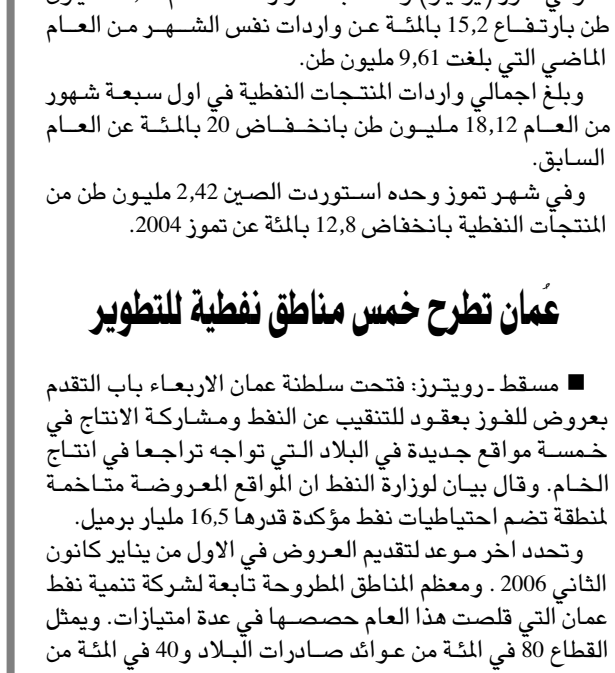 طن بارتفاع 15,2 بالمئة عن واردات نفس الشهر من العام
الماضي التي بلغت 9,61 مليون طن.
وبلغ اجمالي واردات المنتجات النفطية في اول سبعة شهور
من العام 18,12 مليون طن بانخفاض 20 بالمئة عن العام
السابق.
وفي شهر تموز وحده استوردت الصين 2,42 مليون طن من
المنتجات النفطية بانخفاض 12,8 بالمئة عن تموز 2004.
عُمان تطرح خمس مناطق نفطية للتطوير
■ مسقط ـ رويترز: فتحت سلطنة عمان الاربعاء باب التقدم
بعروض للفوز بعقود للتنقيب عن النفط ومشاركة الانتاج في
خمسة مواقع جديدة في البلاد التي تواجه تراجعا في انتاج
الخام. وقال بيان لوزارة النفط ان المواقع المعروضة متاخمة
لمنطقة تضم احتياطيات نفط مؤكدة قدرها 16,5 مليار برميل.
وتحدد اخر موعد لتقديم العروض في الاول من يناير كانون
الثاني 2006 . ومعظم المناطق المطروحة تابعة لشركة تنمية نفط
عمان التي قلصت هذا العام حصصها في عدة امتيازات. ويمثل
القطاع 80 في المئة من عوائد صادرات البلاد و40 في المئة من